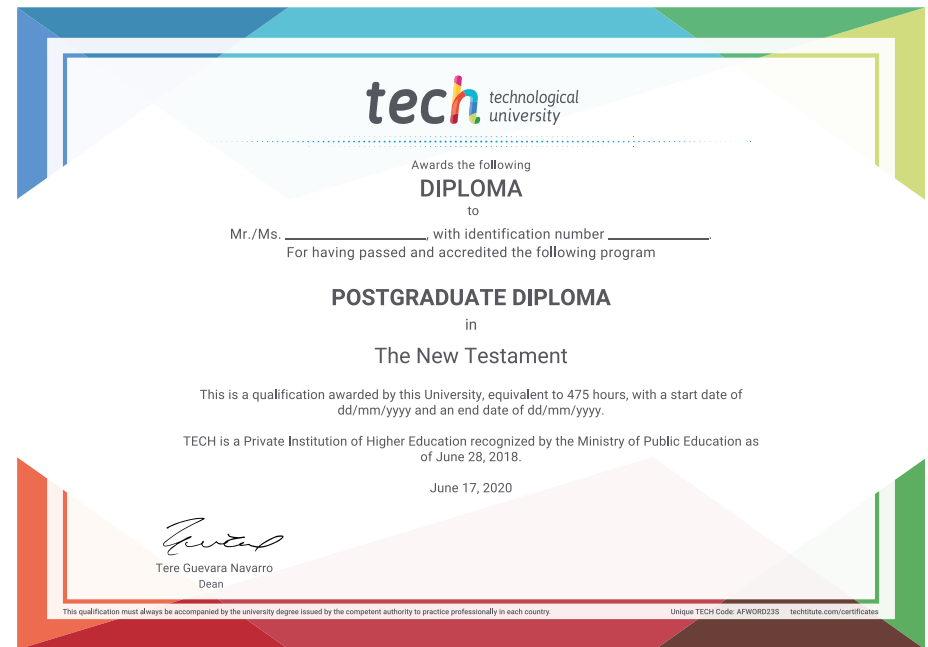 tech technological
university
Awards the following
DIPLOMA
to
Mr./Ms. ____________________, with identification number ______________.
For having passed and accredited the following program
POSTGRADUATE DIPLOMA
in
The New Testament
This is a qualification awarded by this University, equivalent to 475 hours, with a start date of
dd/mm/yyyy and an end date of dd/mm/yyyy.
TECH is a Private Institution of Higher Education recognized by the Ministry of Public Education as
of June 28, 2018.
June 17, 2020
Tere Guevara Navarro
Dean
This qualification must always be accompanied by the university degree issued by the competent authority to practice professionally in each country.
Unique TECH Code: AFWORD23S techtitute.com/certificates